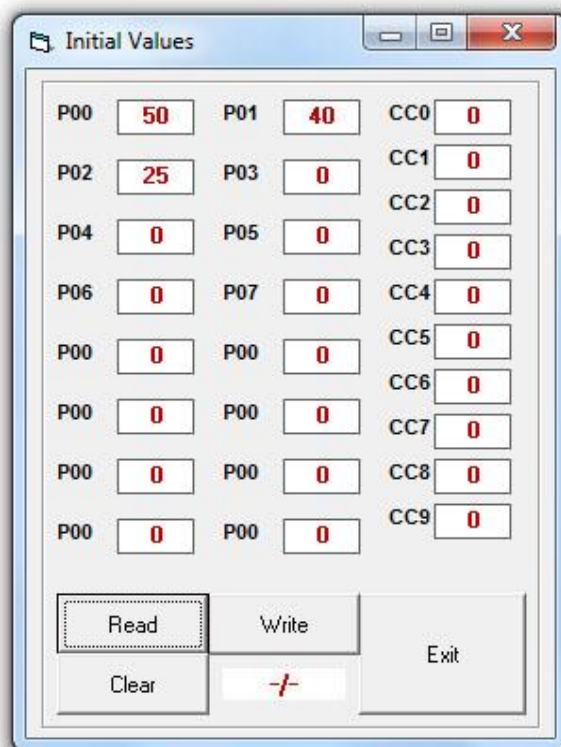 Initial Values
P00 50 P01 40 CC0 0
CC1 0
P02 25 P03 0
CC2 0
P04 0 P05 0
CC3 0
P06 0 P07 0 CC4 0
CC5 0
P00 0 P00 0
CC6 0
P00 0 P00 0
CC7 0
P00 0 P00 0 CC8 0
CC9 0
P00 0 P00 0
Read Write
Exit
Clear -/-